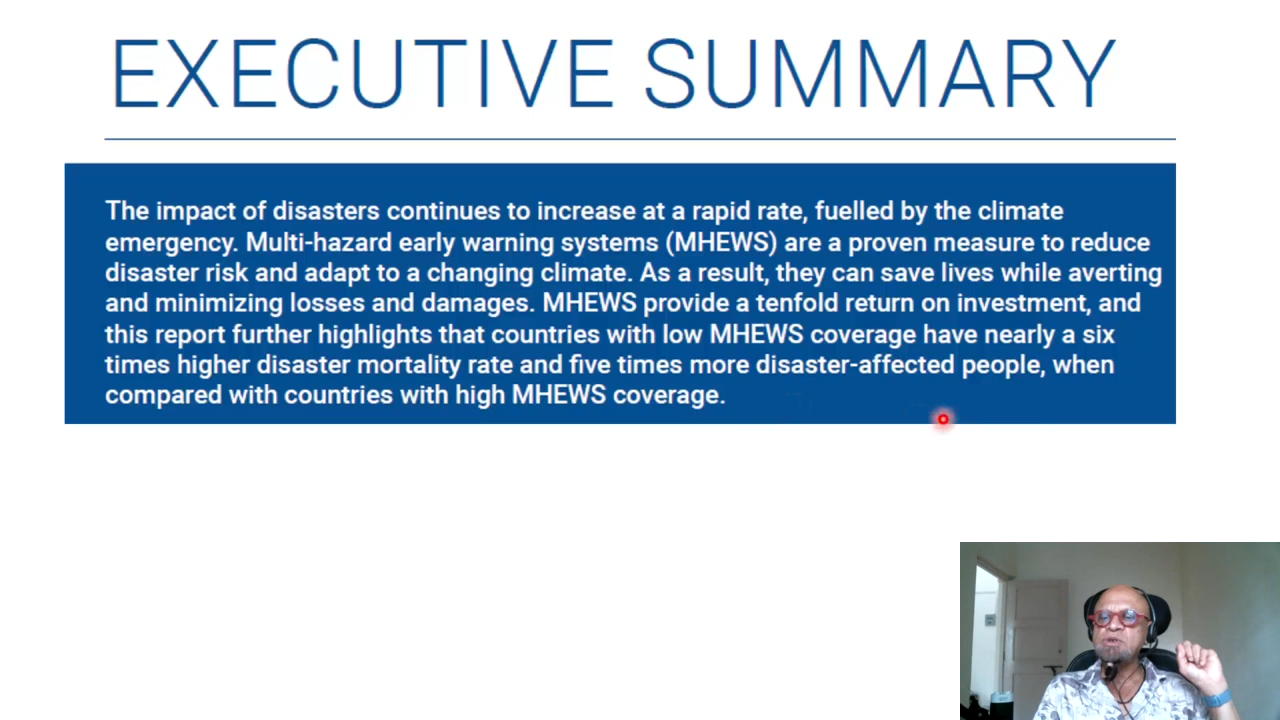 EXECUTIVE SUMMARY
The impact of disasters continues to increase at a rapid rate, fuelled by the climate
emergency. Multi-hazard early warning systems (MHEWS) are a proven measure to reduce
disaster risk and adapt to a changing climate. As a result, they can save lives while averting
and minimizing losses and damages. MHEWS provide a tenfold return on investment, and
this report further highlights that countries with low MHEWS coverage have nearly a six
times higher disaster mortality rate and five times more disaster-affected people, when
compared with countries with high MHEWS coverage.